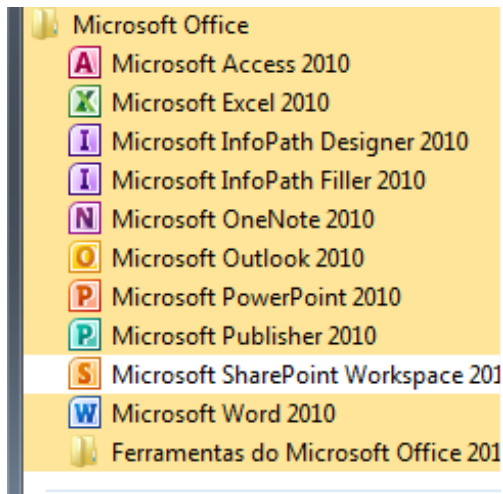 Microsoft Office
Microsoft Access 2010
Microsoft Excel 2010
Microsoft InfoPath Designer 2010
Microsoft InfoPath Filler 2010
Microsoft OneNote 2010
Microsoft Outlook 2010
Microsoft PowerPoint 2010
Microsoft Publisher 2010
Microsoft SharePoint Workspace 201
Microsoft Word 2010
Ferramentas do Microsoft Office 201